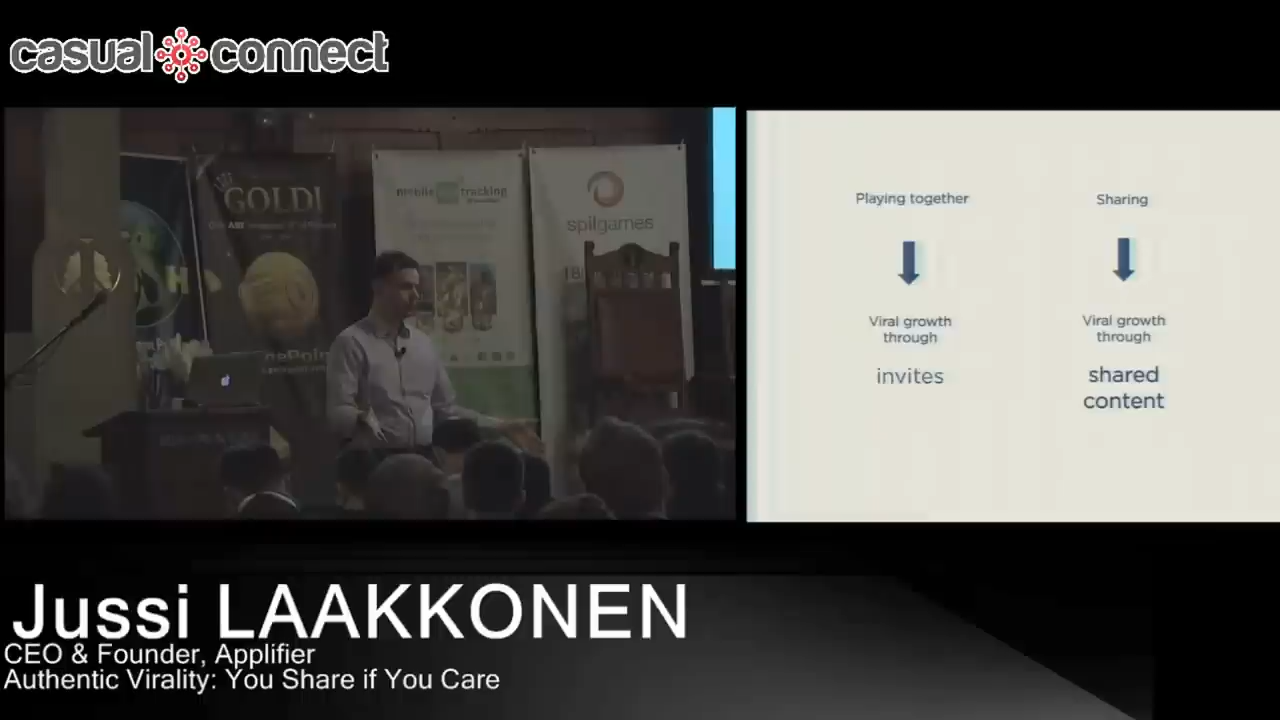 casual connect
GOLDI
mobile app tracking
spilgames
Playing together
Sharing
Viral growth
through
invites
Viral growth
through
shared
content
Jussi LAAKKONEN
CEO & Founder, Applifier
Authentic Virality: You Share if You Care